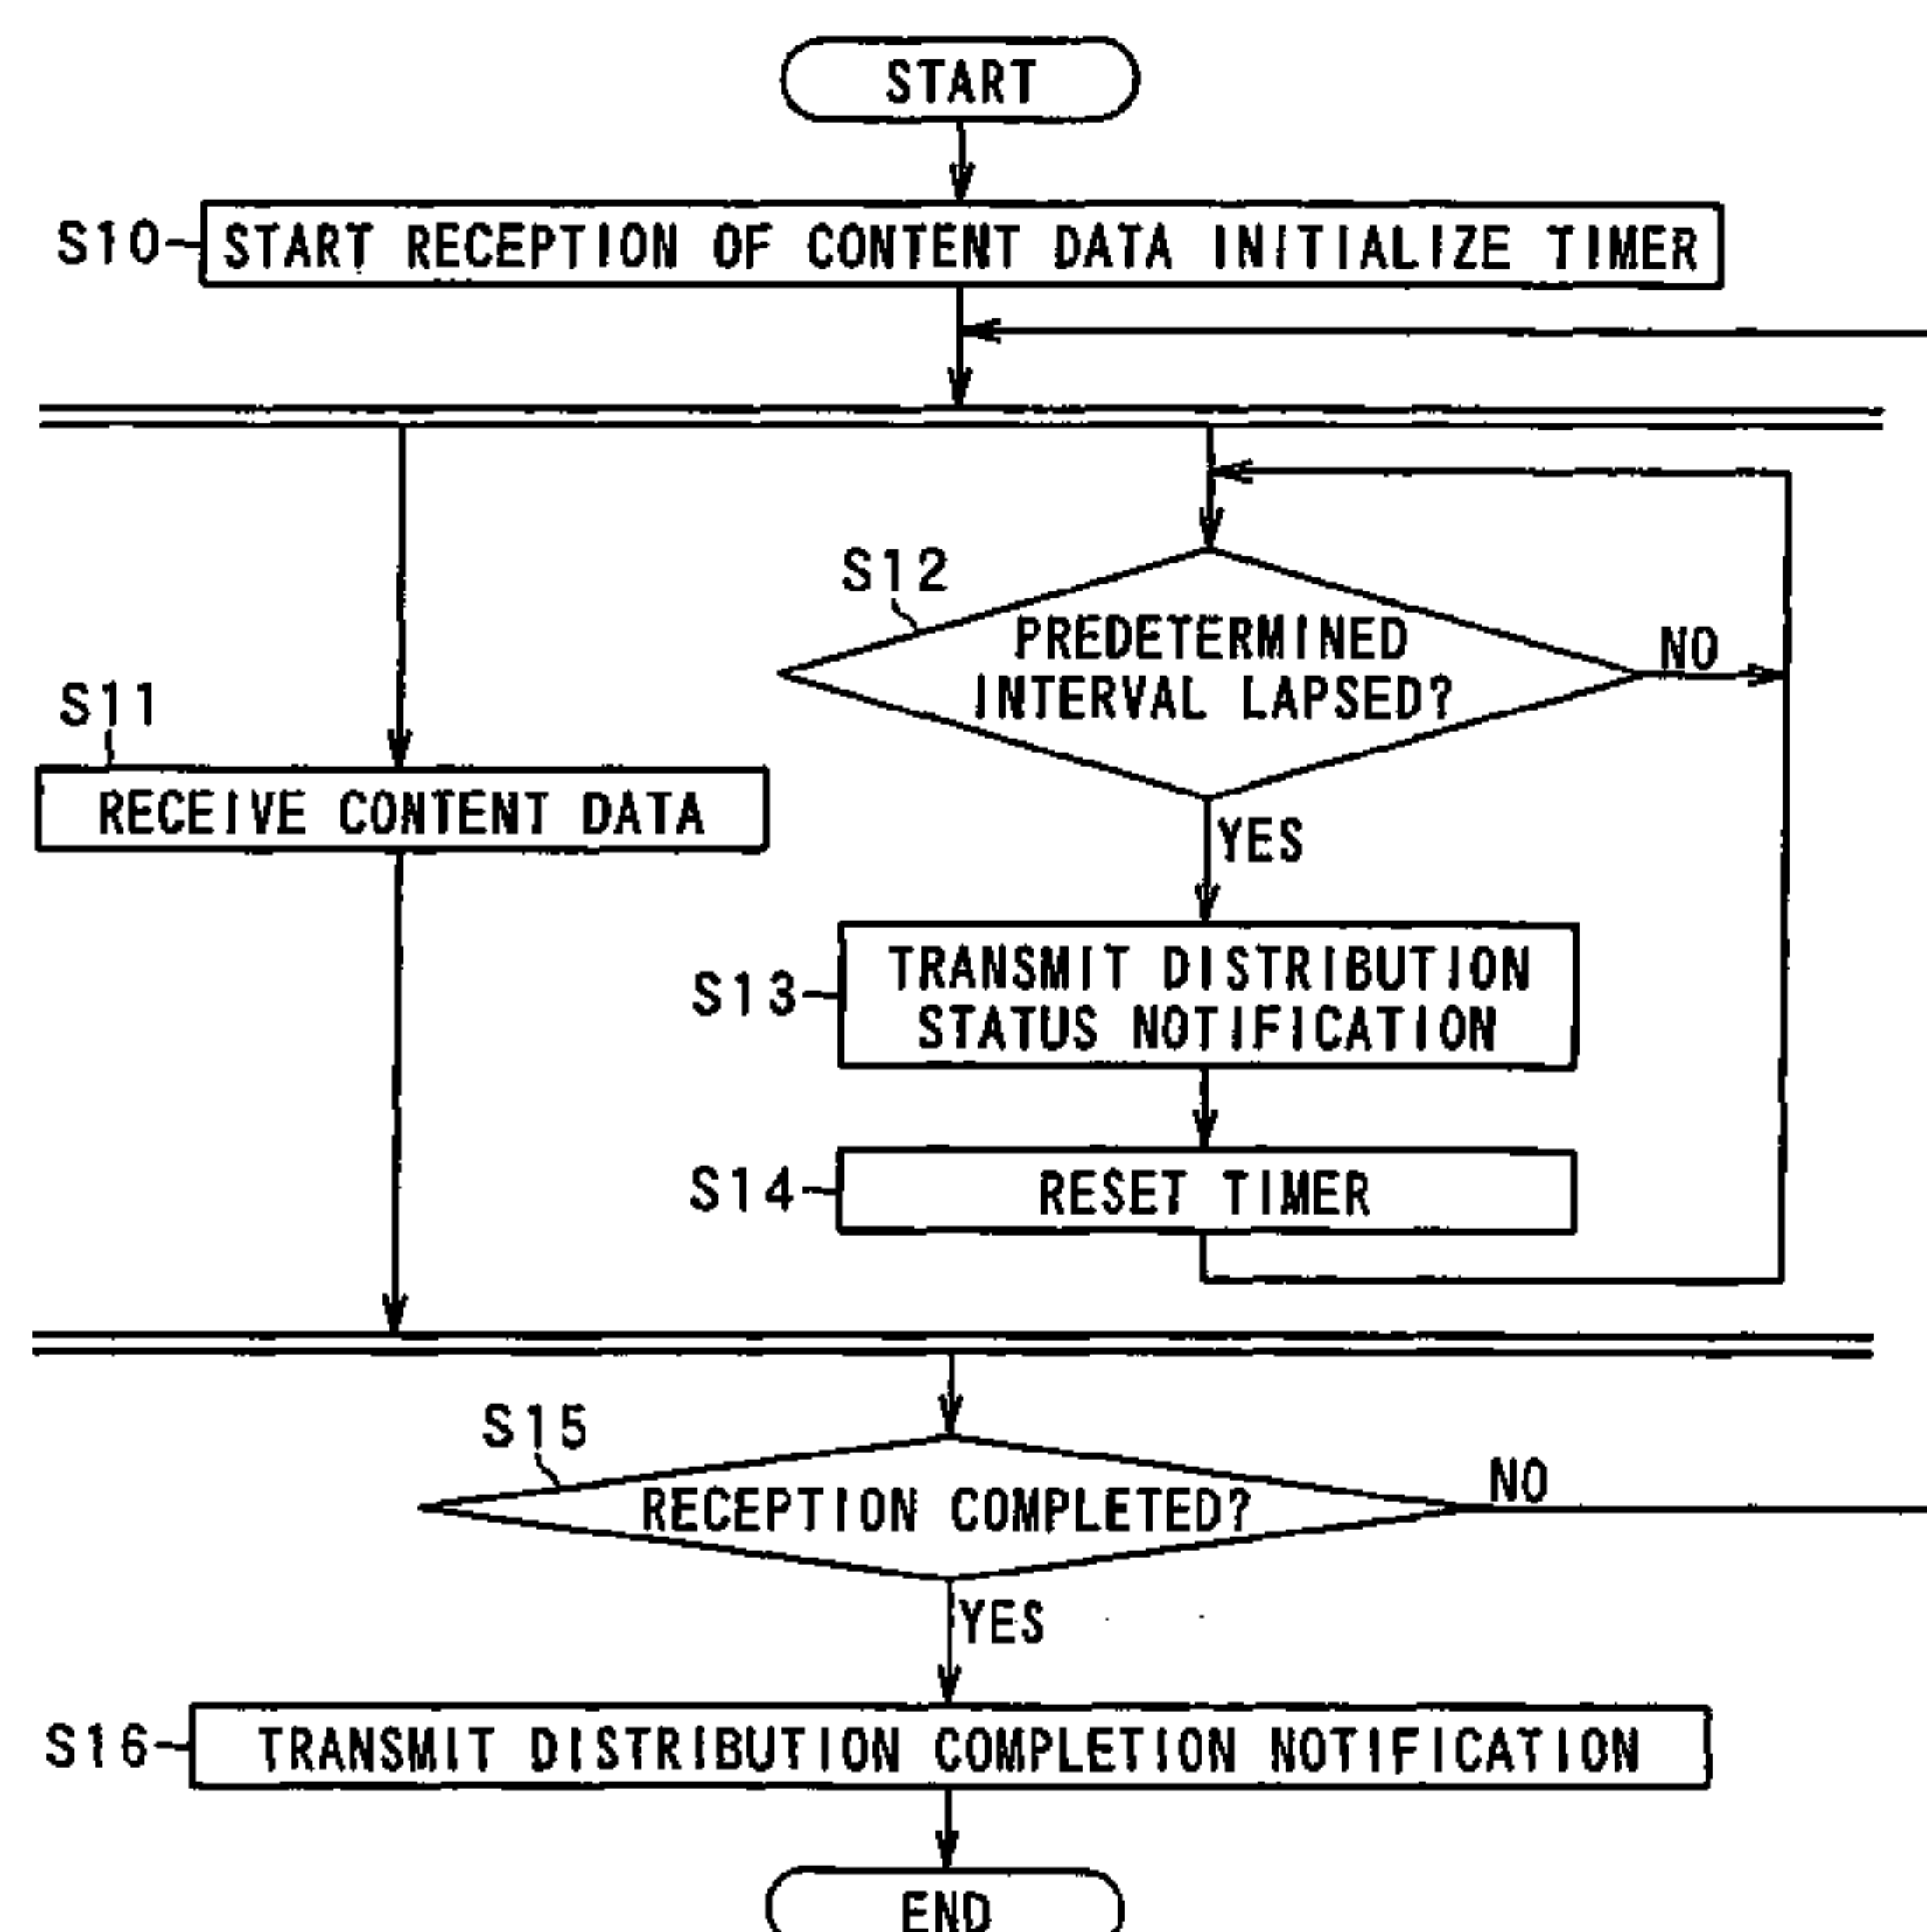 START
S10
START RECEPTION OF CONTENT DATA INITIALIZE TIMER
S12
PREDETERMINED
INTERVAL LAPSED?
NO
S11
RECEIVE CONTENT DATA
YES
S13
TRANSMIT DISTRIBUTION
STATUS NOTIFICATION
S14
RESET TIMER
S15
RECEPTION COMPLETED?
NO
YES
S16
TRANSMIT DISTRIBUTION COMPLETION NOTIFICATION
END